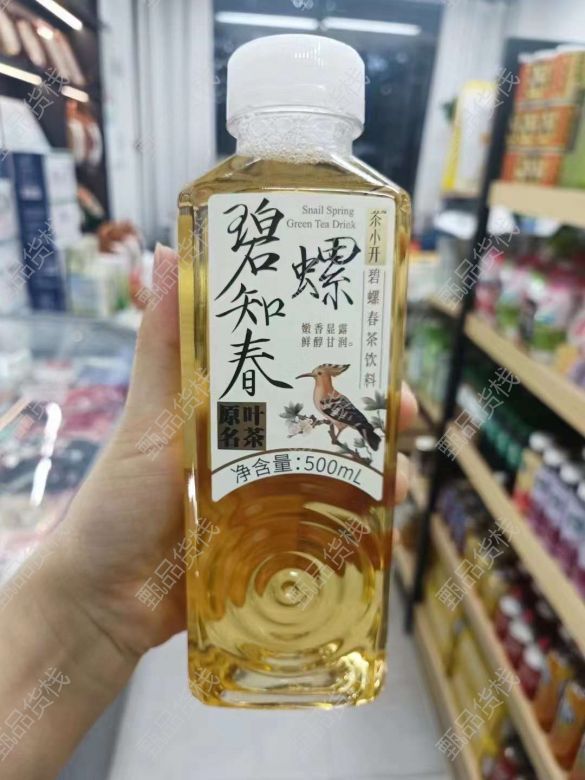 碧螺知春
Snail Spring
Green Tea Drink
茶小开
碧螺春茶饮料
嫩香显露
鲜醇甘润。
原叶
名茶
净含量:500mL
甄品货栈